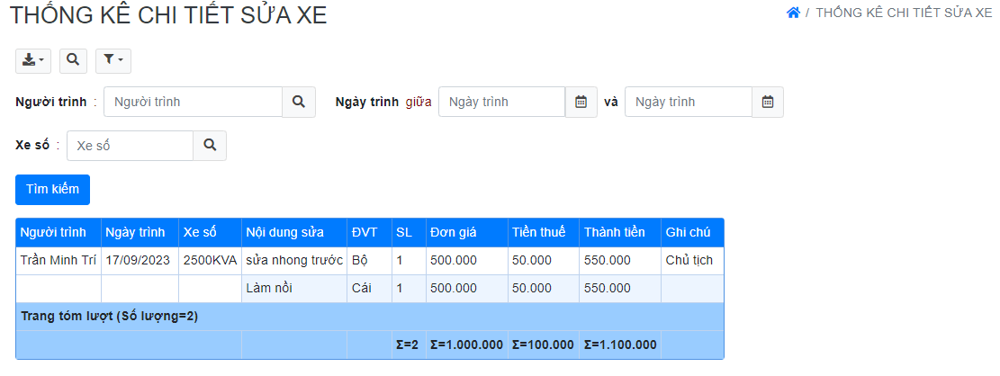 THỐNG KÊ CHI TIẾT SỬA XE
/ THỐNG KÊ CHI TIẾT SỬA XE
Người trình : Người trình Ngày trình giữa Ngày trình và Ngày trình
Xe số : Xe số
Tìm kiếm
Người trình Ngày trình Xe số Nội dung sửa ĐVT SL Đơn giá Tiền thuế Thành tiền Ghi chú
Trần Minh Trí 17/09/2023 2500KVA sửa nhong trước Bộ 1 500.000 50.000 550.000 Chủ tịch
Làm nồi Cái 1 500.000 50.000 550.000
Trang tóm lượt (Số lượng=2)
Σ=2 Σ=1.000.000 Σ=100.000 Σ=1.100.000